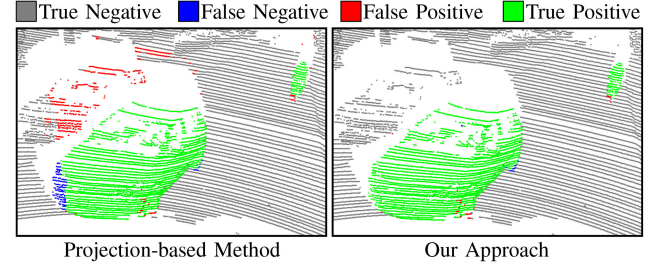 True Negative False Negative False Positive True Positive
Projection-based Method Our Approach